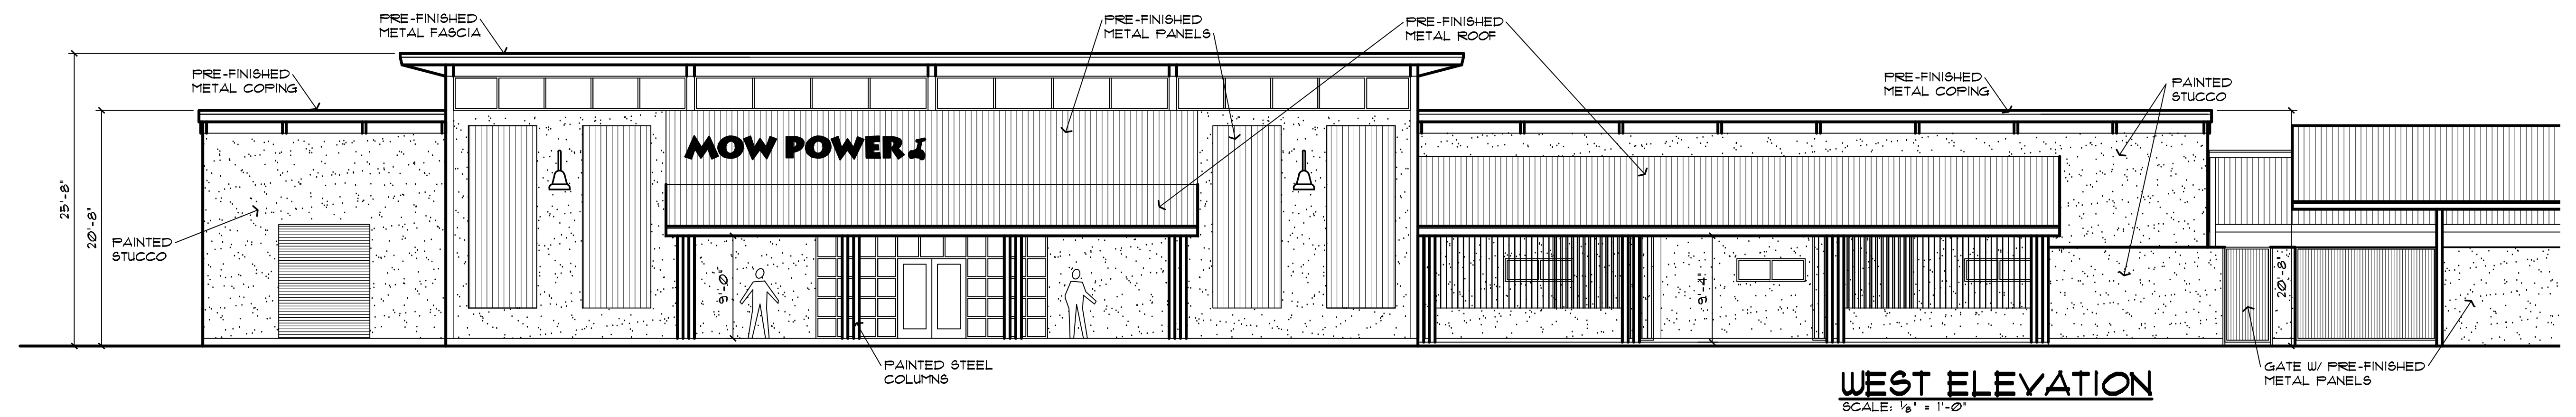 PRE-FINISHED
METAL FASCIA
PRE-FINISHED
METAL PANELS
PRE-FINISHED
METAL ROOF
PRE-FINISHED
METAL COPING
PRE-FINISHED
METAL COPING
PAINTED
STUCCO
MOW POWER
25'-8"
20'-8"
PAINTED
STUCCO
9'-0"
9'-4"
20'-8"
PAINTED STEEL
COLUMNS
GATE W/ PRE-FINISHED
METAL PANELS
WEST ELEVATION
SCALE: 1/8" = 1'-0"